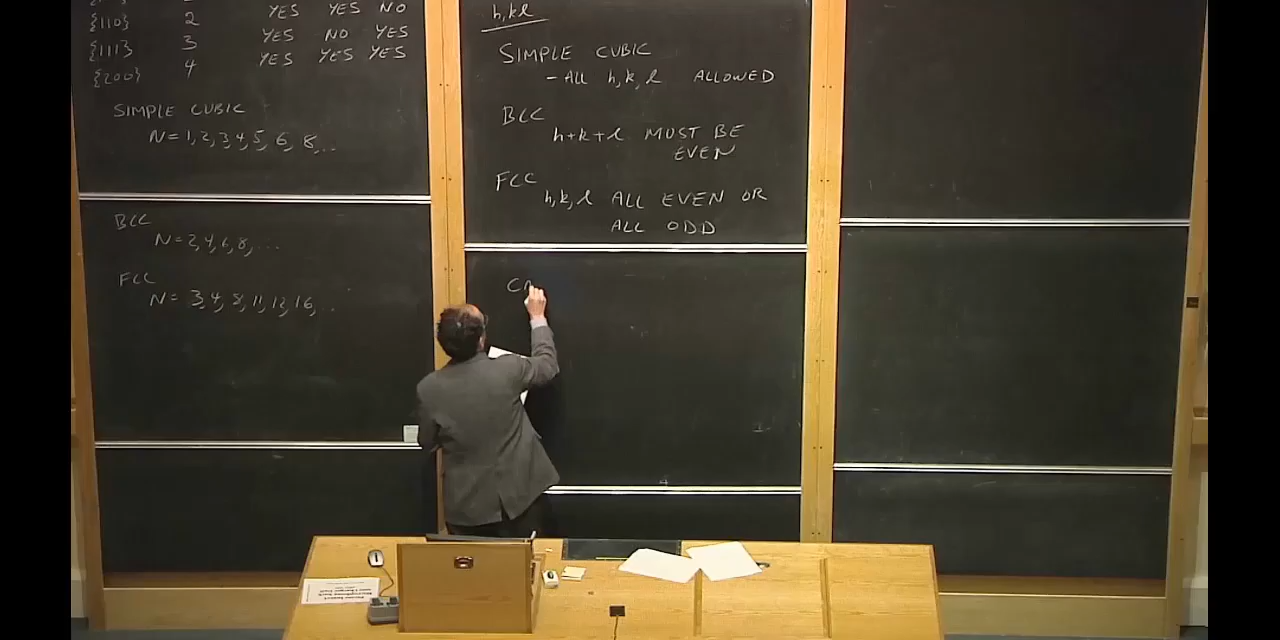 {110} 2 YES YES NO
{111} 3 YES NO YES
{200} 4 YES YES YES
SIMPLE CUBIC
N = 1, 2, 3, 4, 5, 6, 8, ...
BCC
N = 2, 4, 6, 8, ...
FCC
N = 3, 4, 8, 11, 12, 16, ...
h, k l
SIMPLE CUBIC
- ALL h, k, l ALLOWED
BCC
h + k + l MUST BE
EVEN
FCC
h, k, l ALL EVEN OR
ALL ODD